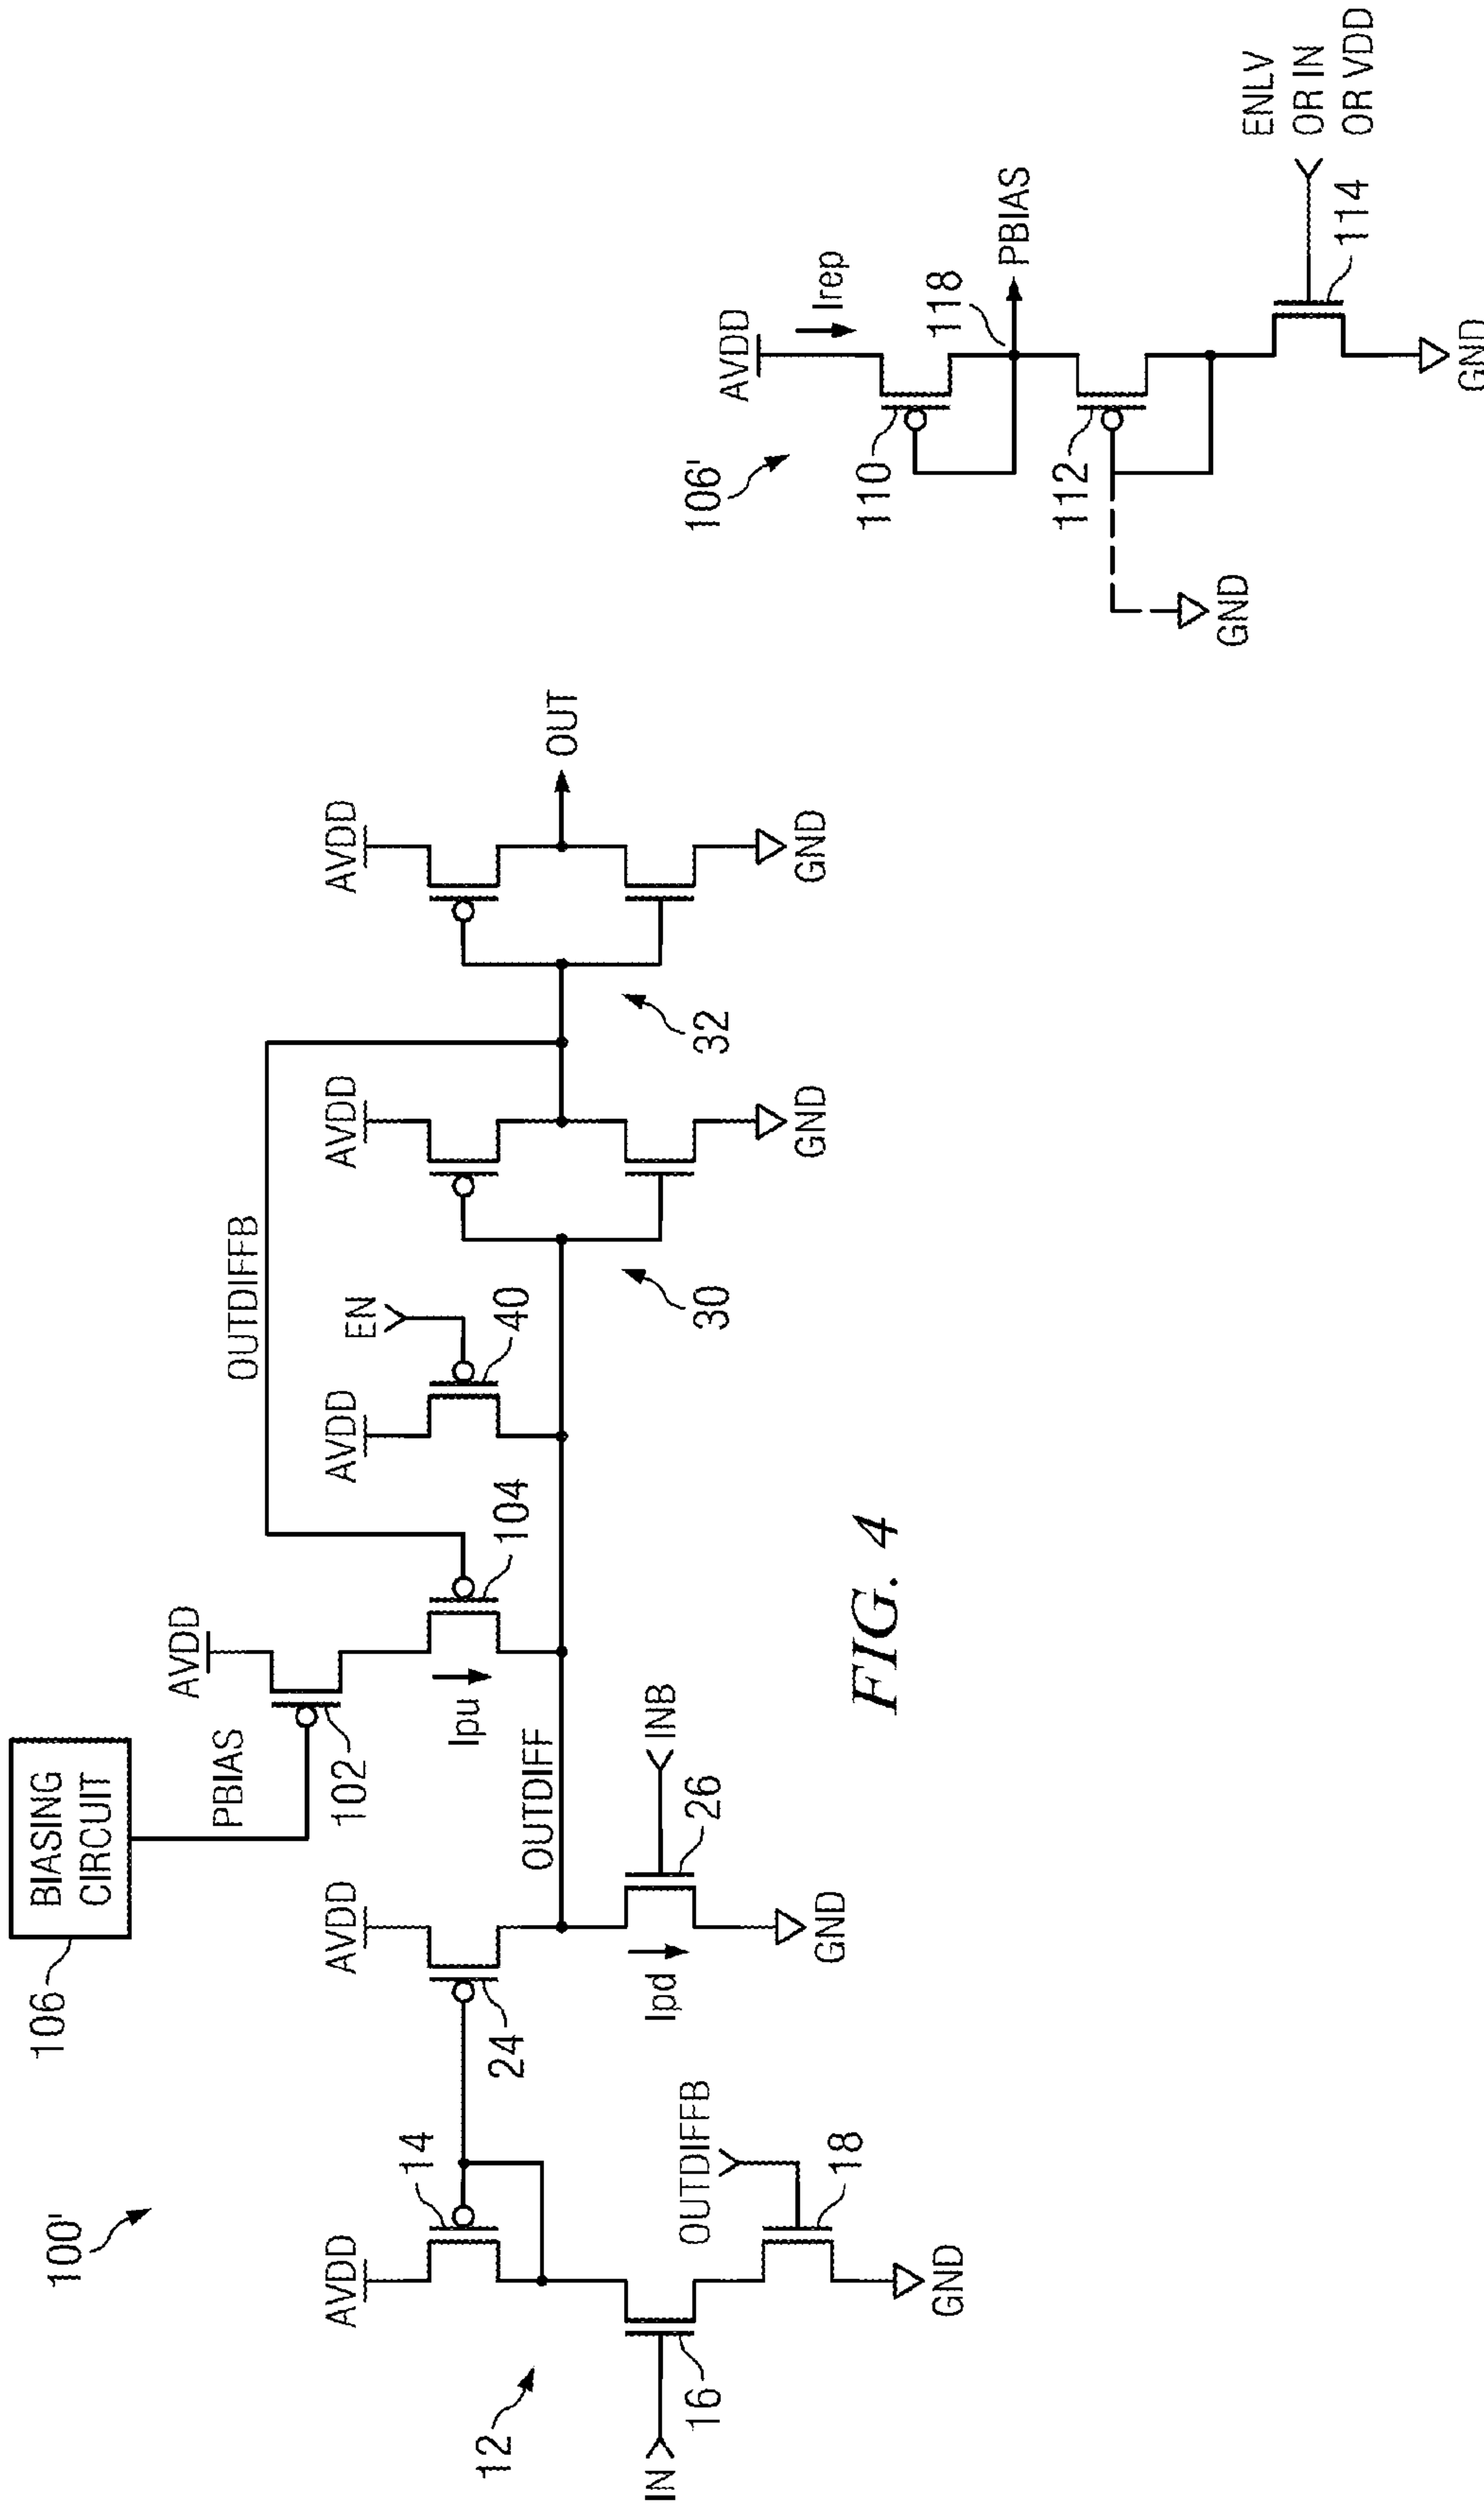 100'
106
BIASING
CIRCUIT
PBIAS
AVDD
102
OUTDIFFB
AVDD
14
AVDD
24
Ipu
104
AVDD
EN
40
AVDD
AVDD
OUTDIFF
OUT
12
IN
16
OUTDIFFB
18
GND
Ipd
26
INB
GND
30
GND
32
GND
106'
AVDD
Irep
110
118
PBIAS
112
GND
114
ENLV
OR IN
OR VDD
GND
FIG. 4